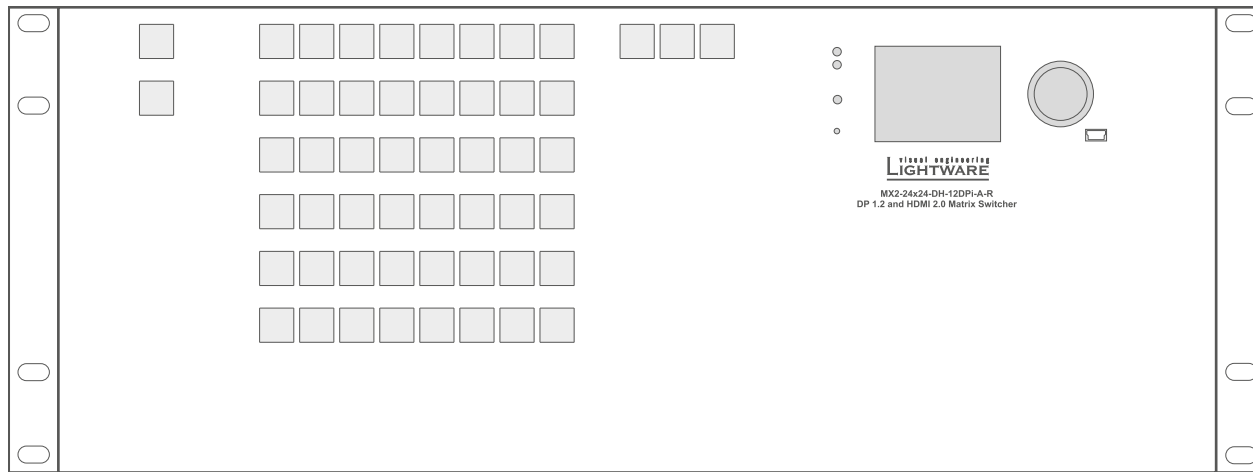 visual engineering
LIGHTWARE
MX2-24x24-DH-12DPi-A-R
DP 1.2 and HDMI 2.0 Matrix Switcher